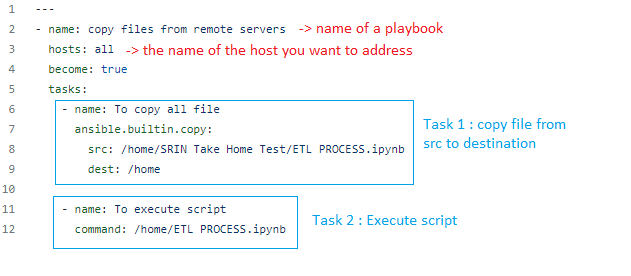 1 ---
2 - name: copy files from remote servers -> name of a playbook
3 hosts: all -> the name of the host you want to address
4 become: true
5 tasks:
6 - name: To copy all file
7 ansible.builtin.copy:
8 src: /home/SRIN Take Home Test/ETL PROCESS.ipynb
9 dest: /home
Task 1 : copy file from
src to destination
10
11 - name: To execute script
12 command: /home/ETL PROCESS.ipynb
Task 2 : Execute script